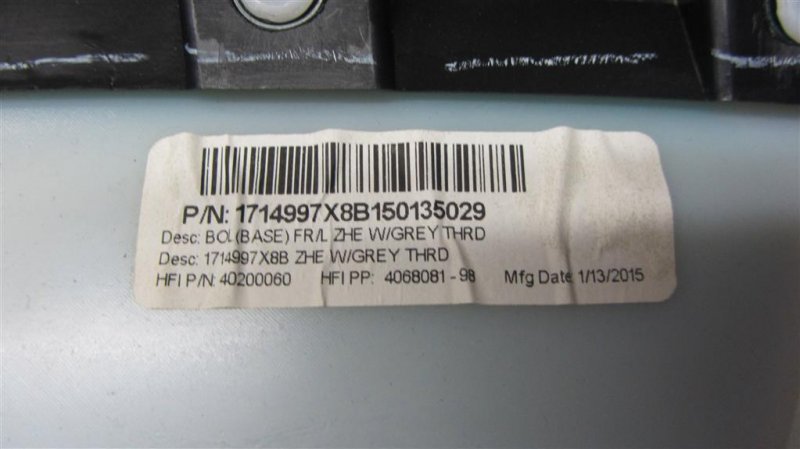 P/N: 1714997X8B150135029
Desc: (BASE) FR/L ZHE W/GREY THRD
Desc: 1714997X8B ZHE W/GREY THRD
HFI P/N: 40200060 HFI PP: 4068081 - 98 Mfg Date 1/13/2015